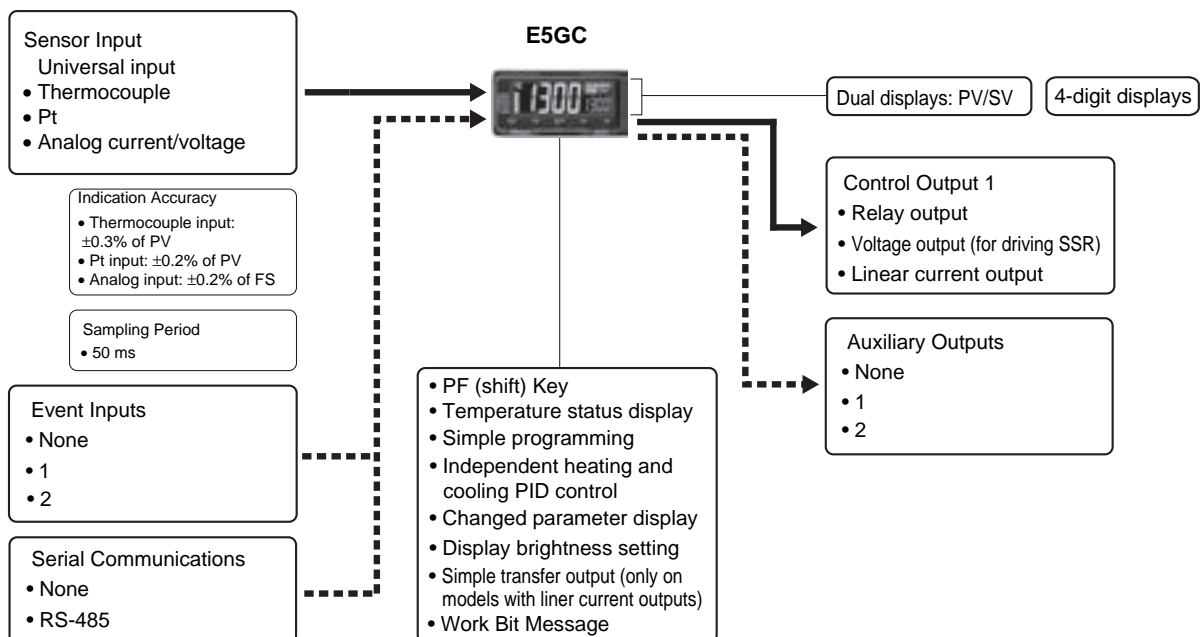 E5GC
Sensor Input
Universal input
• Thermocouple
• Pt
• Analog current/voltage
Indication Accuracy
• Thermocouple input:
±0.3% of PV
• Pt input: ±0.2% of PV
• Analog input: ±0.2% of FS
Sampling Period
• 50 ms
Event Inputs
• None
• 1
• 2
Serial Communications
• None
• RS-485
1300
• PF (shift) Key
• Temperature status display
• Simple programming
• Independent heating and
cooling PID control
• Changed parameter display
• Display brightness setting
• Simple transfer output (only on
models with liner current outputs)
• Work Bit Message
Dual displays: PV/SV
4-digit displays
Control Output 1
• Relay output
• Voltage output (for driving SSR)
• Linear current output
Auxiliary Outputs
• None
• 1
• 2